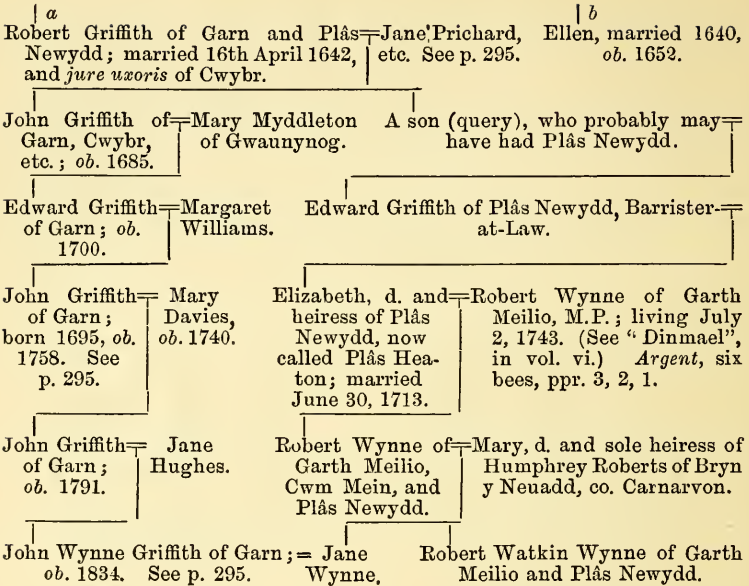 a
b
Robert Griffith of Garn and Plâs Newydd; married 16th April 1642, and jure uxoris of Cwybr.
Jane Prichard, etc. See p. 295.
Ellen, married 1640, ob. 1652.
John Griffith of Garn, Cwybr, etc.; ob. 1685.
Mary Myddleton of Gwaunynog.
A son (query), who probably may have had Plâs Newydd.
Edward Griffith of Garn; ob. 1700.
Margaret Williams.
Edward Griffith of Plâs Newydd, Barrister-at-Law.
John Griffith of Garn; born 1695, ob. 1758. See p. 295.
Mary Davies, ob. 1740.
Elizabeth, d. and heiress of Plâs Newydd, now called Plâs Heaton; married June 30, 1713.
Robert Wynne of Garth Meilio, M.P.; living July 2, 1743. (See "Dinmael", in vol. vi.) Argent, six bees, ppr. 3, 2, 1.
John Griffith of Garn; ob. 1791.
Jane Hughes.
Robert Wynne of Garth Meilio, Cwm Mein, and Plâs Newydd.
Mary, d. and sole heiress of Humphrey Roberts of Bryn y Neuadd, co. Carnarvon.
John Wynne Griffith of Garn; ob. 1834. See p. 295.
Jane Wynne.
Robert Watkin Wynne of Garth Meilio and Plâs Newydd.